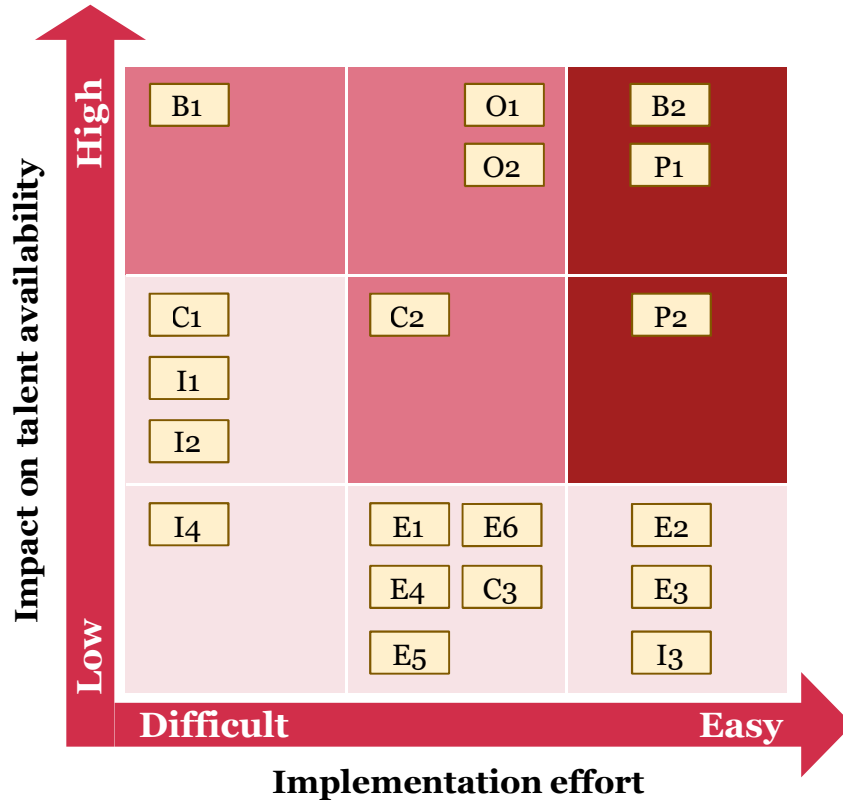 Impact on talent availability
High
Low
B1 O1 B2
O2 P1
C1 C2 P2
I1
I2
I4 E1 E6 E2
E4 C3 E3
E5 I3
Difficult Easy
Implementation effort